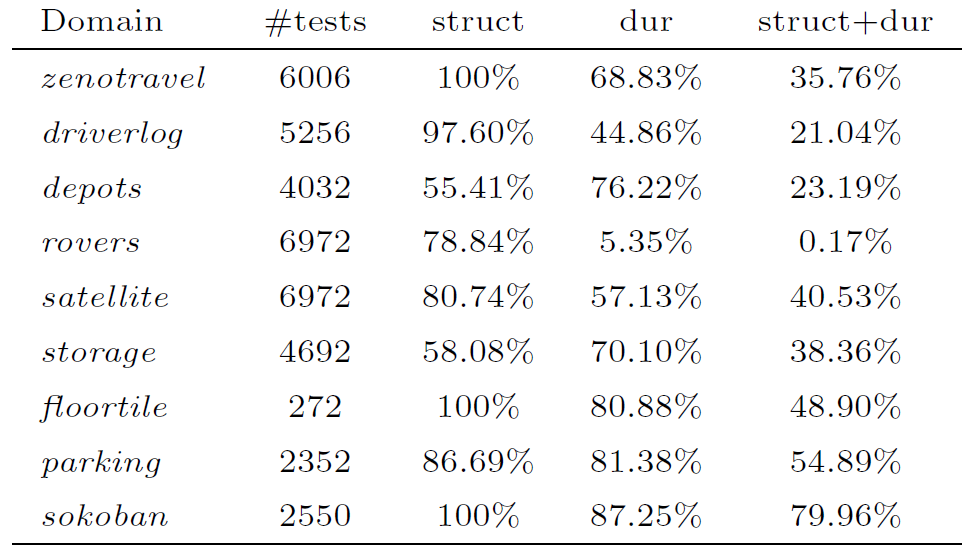 Domain #tests struct dur struct+dur
zenotravel 6006 100% 68.83% 35.76%
driverlog 5256 97.60% 44.86% 21.04%
depots 4032 55.41% 76.22% 23.19%
rovers 6972 78.84% 5.35% 0.17%
satellite 6972 80.74% 57.13% 40.53%
storage 4692 58.08% 70.10% 38.36%
floortile 272 100% 80.88% 48.90%
parking 2352 86.69% 81.38% 54.89%
sokoban 2550 100% 87.25% 79.96%